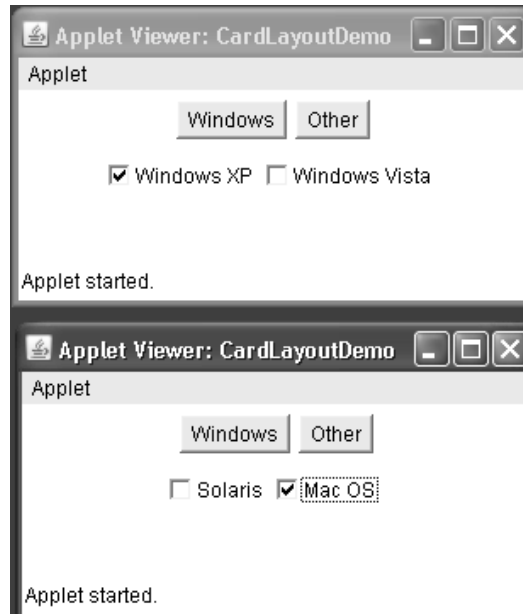 Applet Viewer: CardLayoutDemo
Applet
Windows Other
Windows XP Windows Vista
Applet started.
Applet Viewer: CardLayoutDemo
Applet
Windows Other
Solaris Mac OS
Applet started.